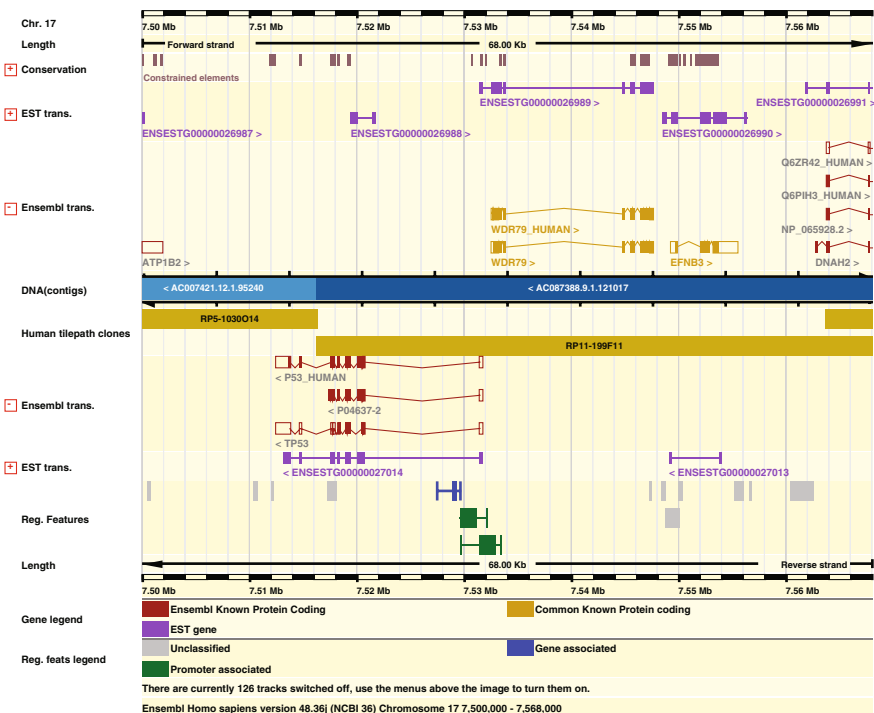 Chr. 17
7.50 Mb 7.51 Mb 7.52 Mb 7.53 Mb 7.54 Mb 7.55 Mb 7.56 Mb
Length Forward strand 68.00 Kb
+ Conservation
Constrained elements
ENSESTG00000026989 > ENSESTG00000026991 >
+ EST trans.
ENSESTG00000026987 > ENSESTG00000026988 > ENSESTG00000026990 >
Q6ZR42_HUMAN >
Q6PIH3_HUMAN >
- Ensembl trans.
WDR79_HUMAN > NP_065928.2 >
ATP1B2 > WDR79 > EFNB3 > DNAH2 >
DNA(contigs) < AC007421.12.1.95240 < AC087388.9.1.121017
RP5-1030O14
Human tilepath clones
RP11-199F11
< P53_HUMAN
- Ensembl trans.
< P04637-2
< TP53
+ EST trans.
< ENSESTG00000027014 < ENSESTG00000027013
Reg. Features
Length 68.00 Kb Reverse strand
7.50 Mb 7.51 Mb 7.52 Mb 7.53 Mb 7.54 Mb 7.55 Mb 7.56 Mb
Gene legend
Ensembl Known Protein Coding Common Known Protein coding
EST gene
Reg. feats legend
Unclassified Gene associated
Promoter associated
There are currently 126 tracks switched off, use the menus above the image to turn them on.
Ensembl Homo sapiens version 48.36j (NCBI 36) Chromosome 17 7,500,000 - 7,568,000